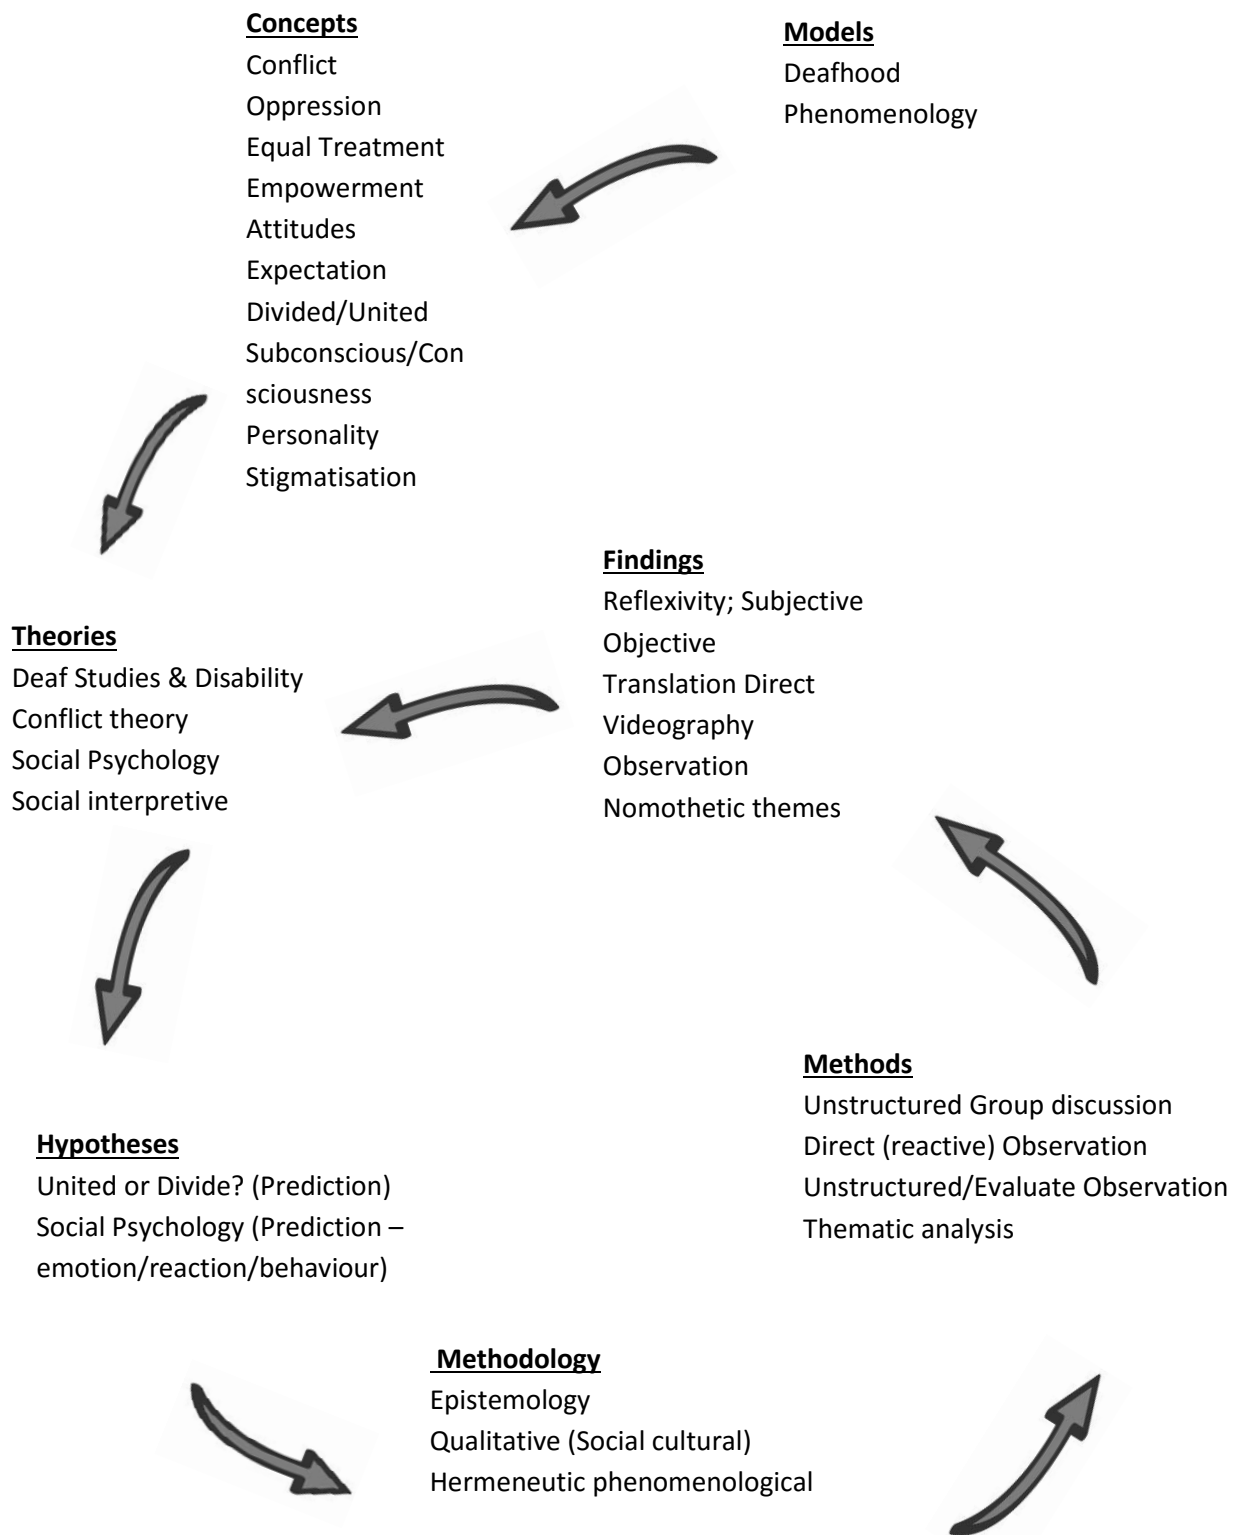 Concepts
Conflict
Oppression
Equal Treatment
Empowerment
Attitudes
Expectation
Divided/United
Subconscious/Con
sciousness
Personality
Stigmatisation
Models
Deafhood
Phenomenology
Findings
Reflexivity; Subjective
Objective
Translation Direct
Videography
Observation
Nomothetic themes
Theories
Deaf Studies & Disability
Conflict theory
Social Psychology
Social interpretive
Hypotheses
United or Divide? (Prediction)
Social Psychology (Prediction –
emotion/reaction/behaviour)
Methods
Unstructured Group discussion
Direct (reactive) Observation
Unstructured/Evaluate Observation
Thematic analysis
Methodology
Epistemology
Qualitative (Social cultural)
Hermeneutic phenomenological